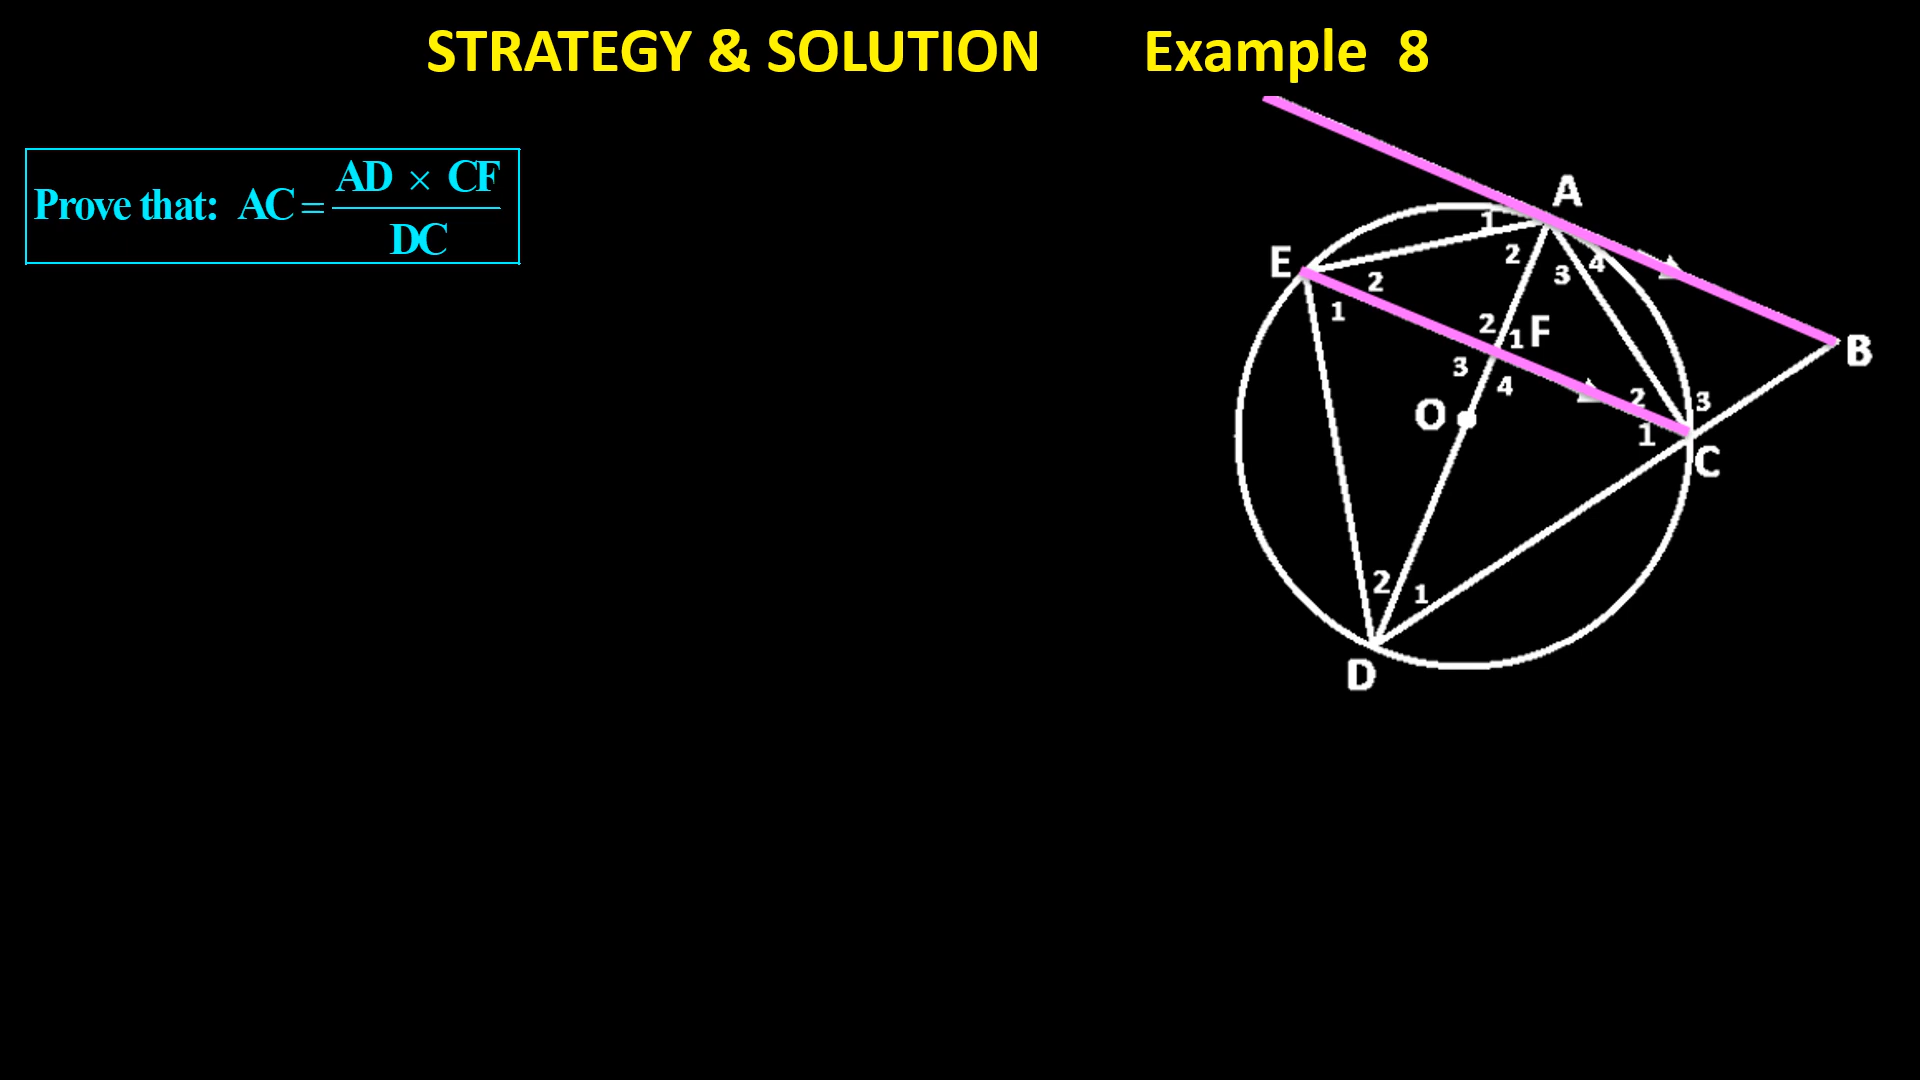 STRATEGY & SOLUTION Example 8
Prove that: AC = AD × CF / DC
A
1
E
2
2
3
4
1
2
1
F
B
3
4
O
2
3
1
C
2
1
D